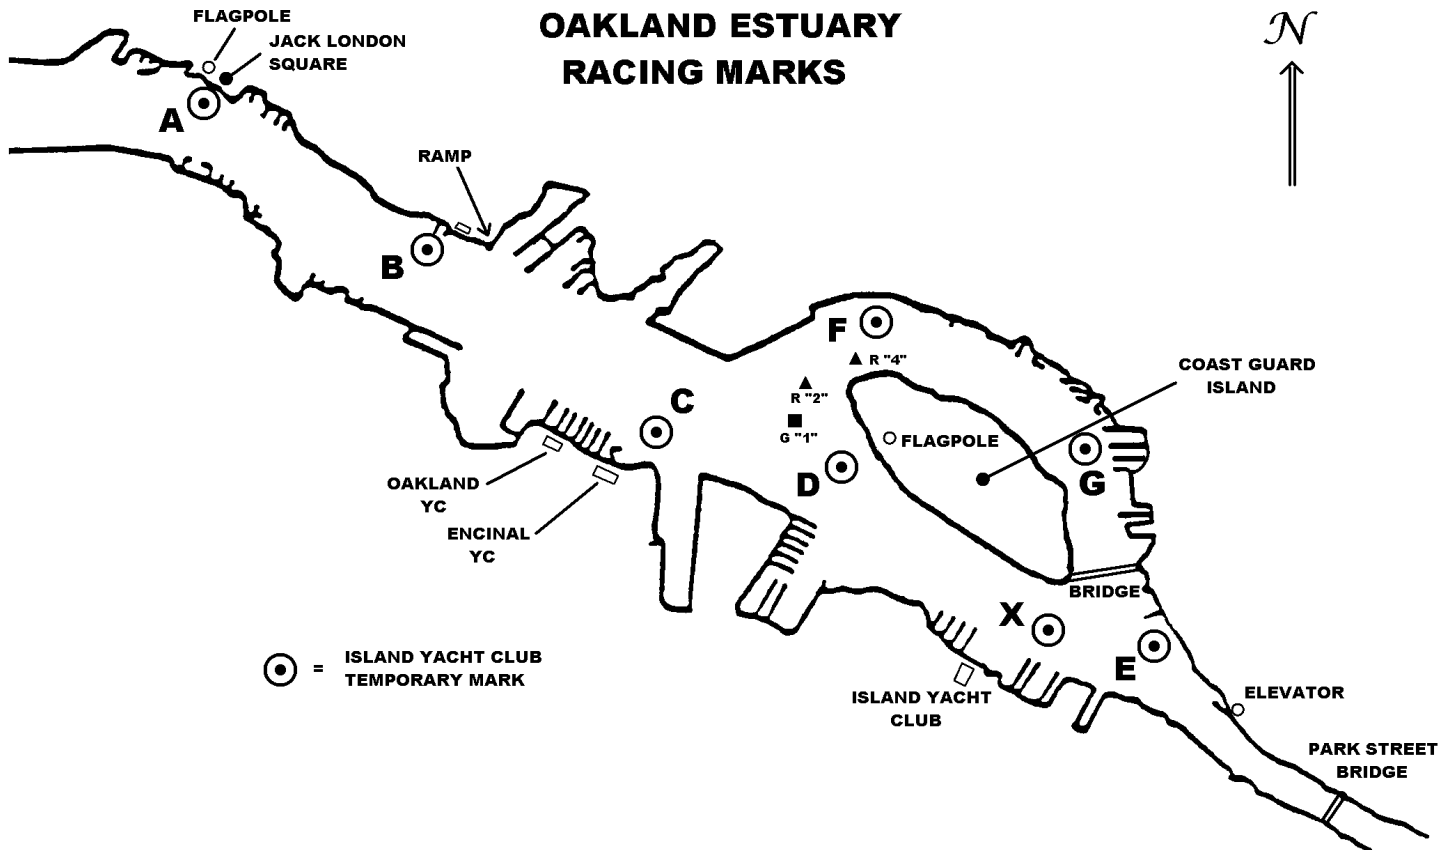 OAKLAND ESTUARY
RACING MARKS
N
FLAGPOLE
JACK LONDON
SQUARE
A
RAMP
B
F
R "4"
R "2"
G "1"
C
COAST GUARD
ISLAND
FLAGPOLE
D
G
OAKLAND
YC
ENCINAL
YC
BRIDGE
X
E
= ISLAND YACHT CLUB
TEMPORARY MARK
ISLAND YACHT
CLUB
ELEVATOR
PARK STREET
BRIDGE